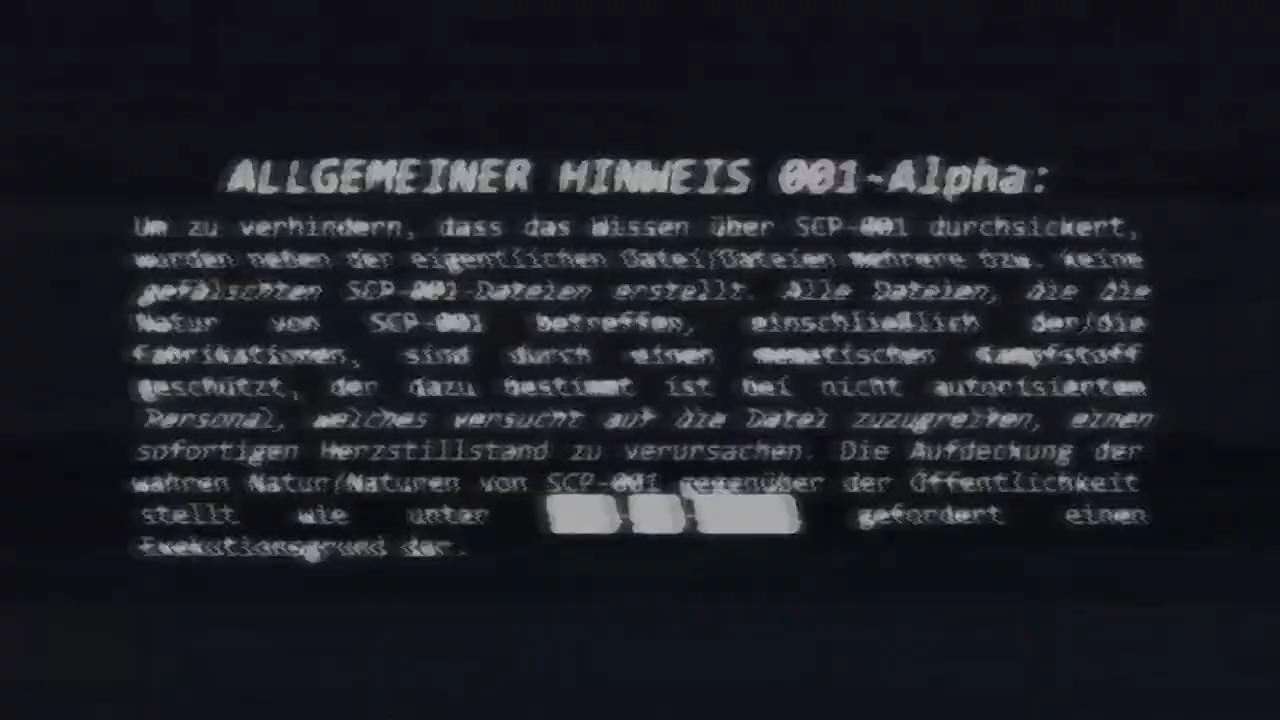 ALLGEMEINER HINWEIS 001-Alpha:
Um zu verhindern, dass das Wissen über SCP-001 durchsickert,
wurden neben der eigentlichen Datei/Dateien mehrere bzw. keine
gefälschten SCP-001-Dateien erstellt. Alle Dateien, die die
Natur von SCP-001 betreffen, einschließlich der/die
Fabrikationen, sind durch einen memetischen Kampfstoff
geschützt, der dazu bestimmt ist bei nicht autorisiertem
Personal, welches versucht auf die Datei zuzugreifen, einen
sofortigen Herzstillstand zu verursachen. Die Aufdeckung der
wahren Natur/Naturen von SCP-001 gegenüber der Öffentlichkeit
stellt wie unter gefordert einen
Exekutionsgrund dar.